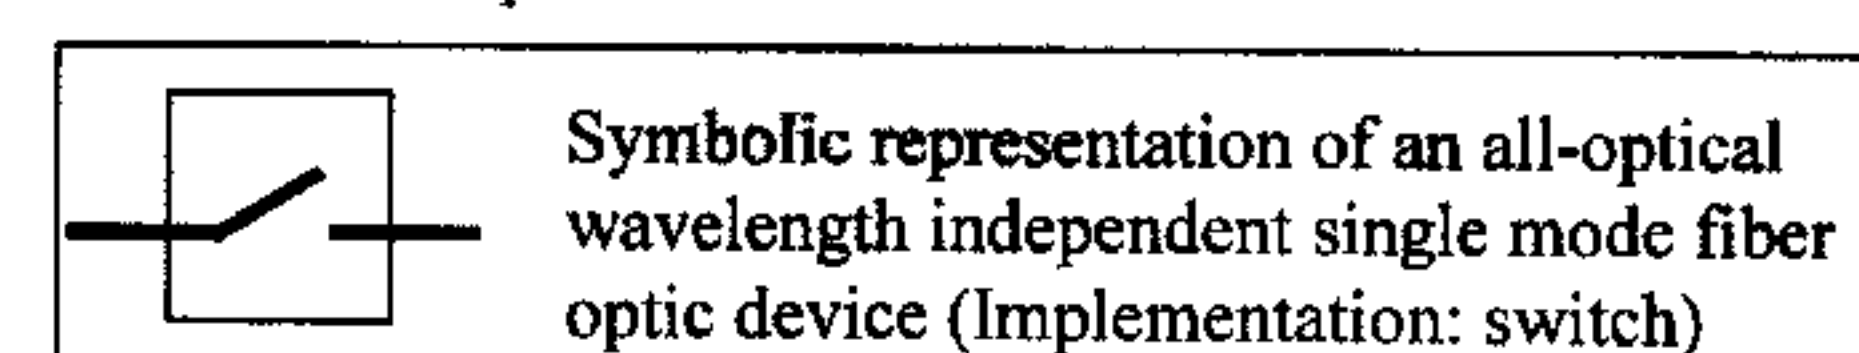 Symbolic representation of an all-optical
wavelength independent single mode fiber
optic device (Implementation: switch)